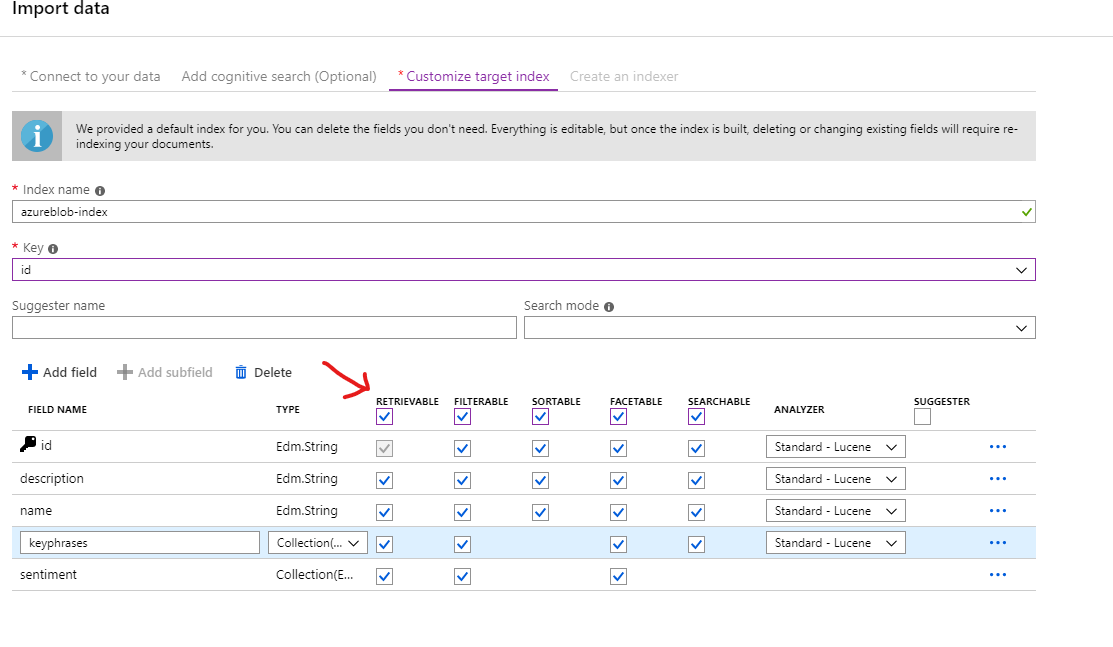 Import data
* Connect to your data Add cognitive search (Optional) * Customize target index Create an indexer
We provided a default index for you. You can delete the fields you don't need. Everything is editable, but once the index is built, deleting or changing existing fields will require re-
indexing your documents.
* Index name
azureblob-index
* Key
id
Suggester name Search mode
Add field Add subfield Delete
FIELD NAME TYPE RETRIEVABLE FILTERABLE SORTABLE FACETABLE SEARCHABLE ANALYZER SUGGESTER
id Edm.String Standard - Lucene ...
description Edm.String Standard - Lucene ...
name Edm.String Standard - Lucene ...
keyphrases Collection(... Standard - Lucene ...
sentiment Collection(E... ...